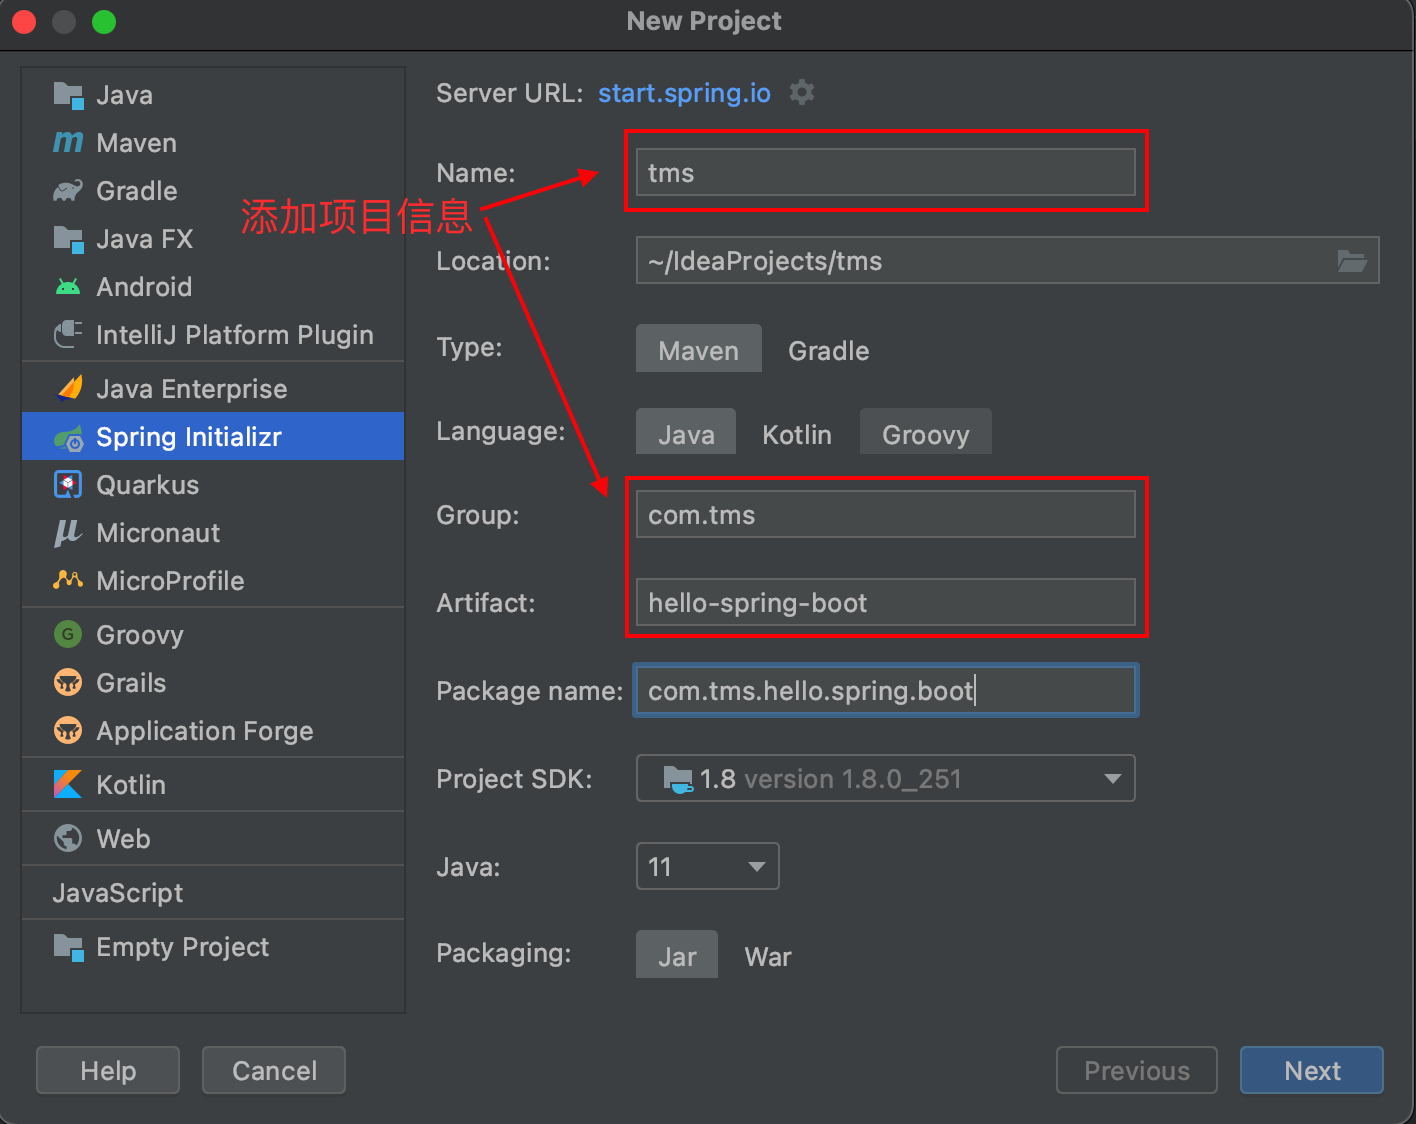 New Project
Java
Maven
Gradle
Java FX
Android
IntelliJ Platform Plugin
Java Enterprise
Spring Initializr
Quarkus
Micronaut
MicroProfile
Groovy
Grails
Application Forge
Kotlin
Web
JavaScript
Empty Project
Server URL: start.spring.io
Name: tms
添加项目信息
Location: ~/IdeaProjects/tms
Type: Maven Gradle
Language: Java Kotlin Groovy
Group: com.tms
Artifact: hello-spring-boot
Package name: com.tms.hello.spring.boot
Project SDK: 1.8 version 1.8.0_251
Java: 11
Packaging: Jar War
Help Cancel Previous Next